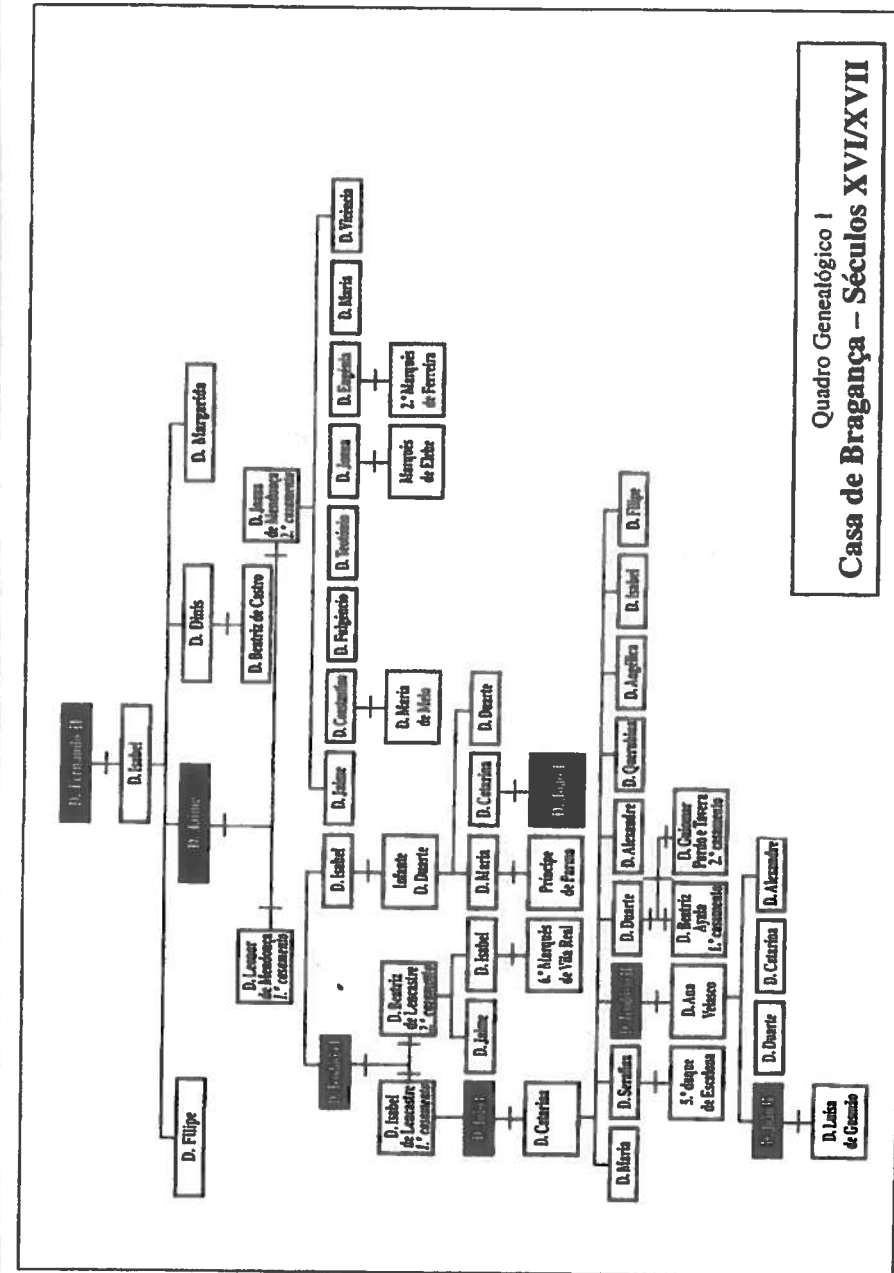 D. Fernando II
D. Isabel
D. Filipe
D. Jaime
D. Dinis
D. Margarida
D. Beatriz de Castro
D. Leonor
de Mendonça
1.º casamento
D. Joana
de Mendonça
2.º casamento
D. Isabel
D. Jaime
D. Constantino
D. Fulgêncio
D. Teotónio
D. Joana
D. Eugénia
D. Maria
D. Vicência
D. Maria
de Melo
Marquês
de Elche
2.º Marquês
de Ferreira
Infante
D. Duarte
D. Isabel
de Lencastre
1.º casamento
D. Beatriz
de Lencastre
2.º casamento
D. Jaime
D. Isabel
D. Maria
D. Catarina
D. Duarte
6.º Marquês
de Vila Real
Príncipe
de Parma
D. João I
D. Catarina
D. Maria
D. Serafina
D. Duarte
D. Alexandre
D. Querubina
D. Angélica
D. Isabel
D. Filipe
5.º duque
de Escalona
D. Ana
Velasco
D. Beatriz
Ayala
1.º casamento
D. Guiomar
Pardo e Tavera
2.º casamento
D. Duarte
D. Catarina
D. Alexandre
D. Luísa
de Gusmão
Quadro Genealógico I
Casa de Bragança – Séculos XVI/XVII